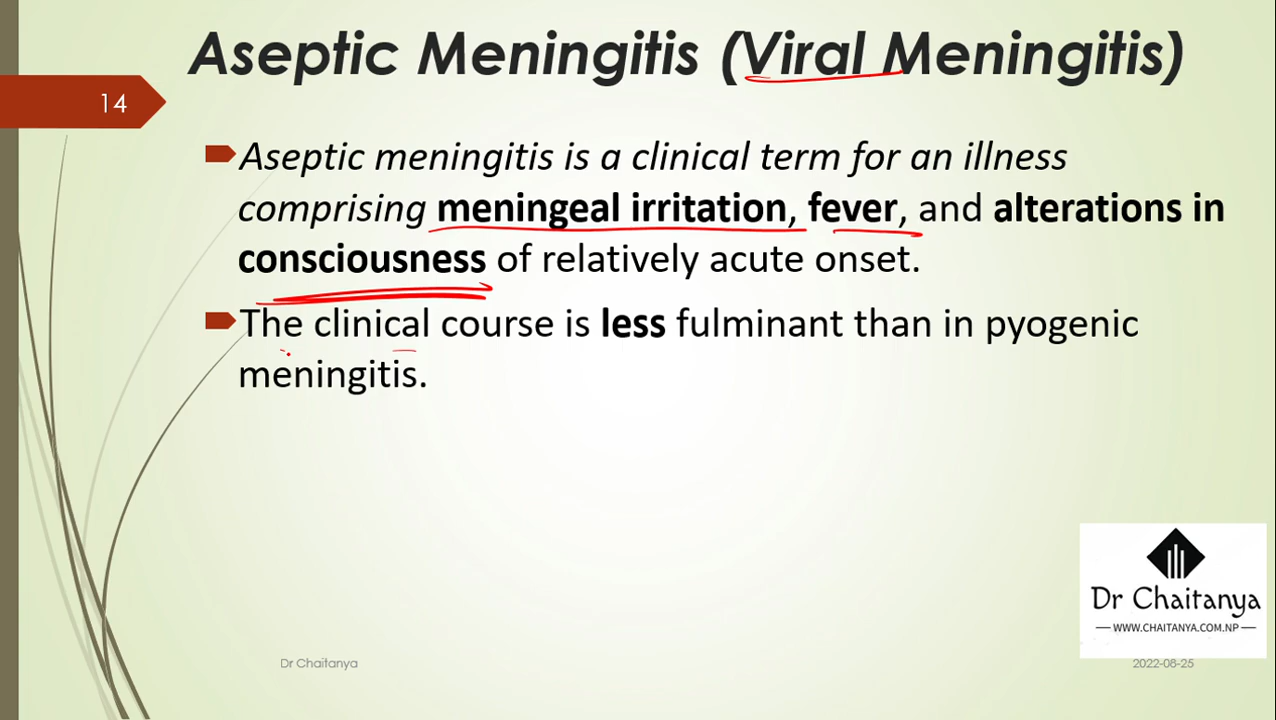 Aseptic Meningitis (Viral Meningitis)
14
Aseptic meningitis is a clinical term for an illness
comprising meningeal irritation, fever, and alterations in
consciousness of relatively acute onset.
The clinical course is less fulminant than in pyogenic
meningitis.
Dr Chaitanya
WWW.CHAITANYA.COM.NP
Dr Chaitanya
2022-08-25